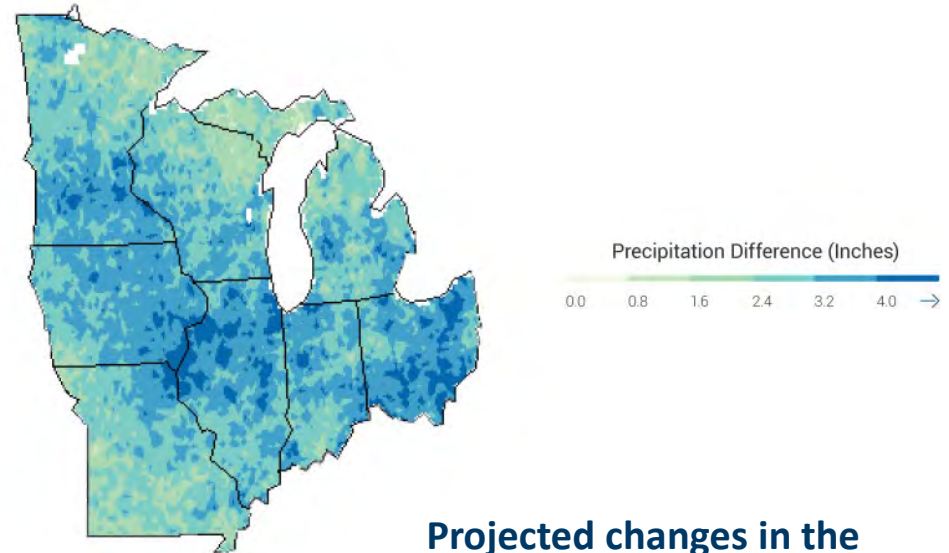 Precipitation Difference (Inches)
0.0 0.8 1.6 2.4 3.2 4.0 →
Projected changes in the